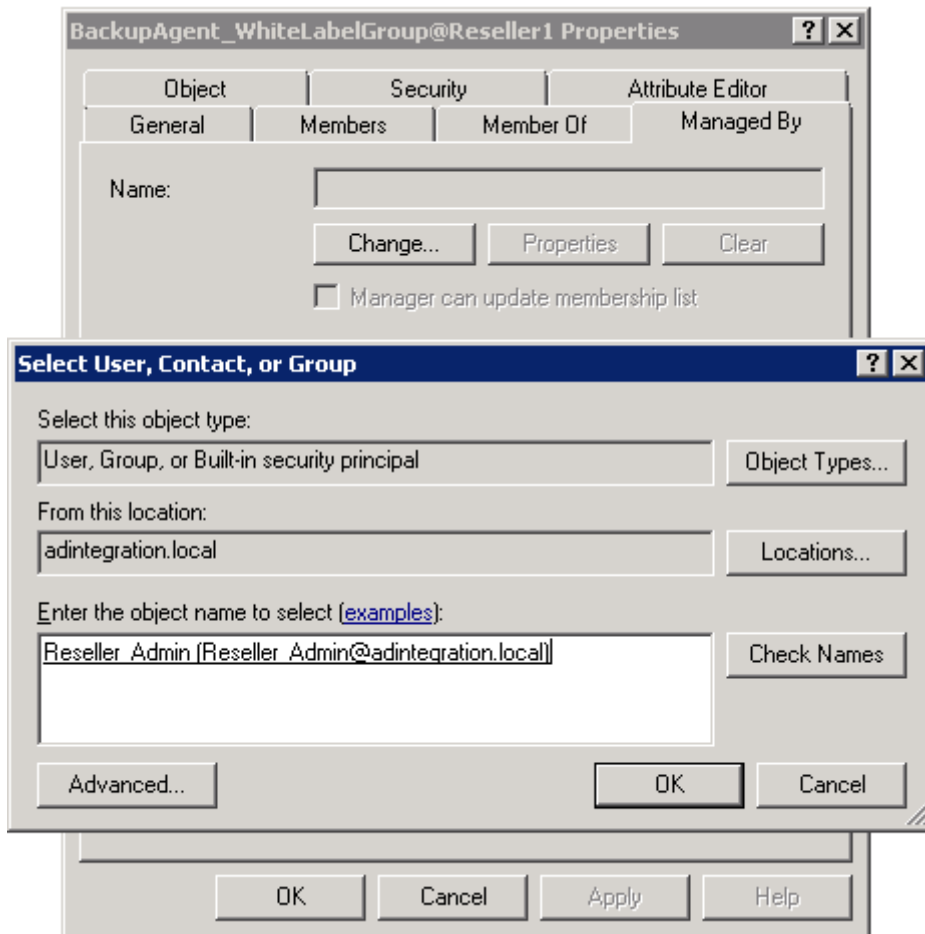 BackupAgent_WhiteLabelGroup@Reseller1 Properties
Object Security Attribute Editor
General Members Member Of Managed By
Name:
Change... Properties Clear
Manager can update membership list
Select User, Contact, or Group
Select this object type:
User, Group, or Built-in security principal Object Types...
From this location:
adintegration.local Locations...
Enter the object name to select (examples):
Reseller_Admin (Reseller_Admin@adintegration.local) Check Names
Advanced... OK Cancel
OK Cancel Apply Help